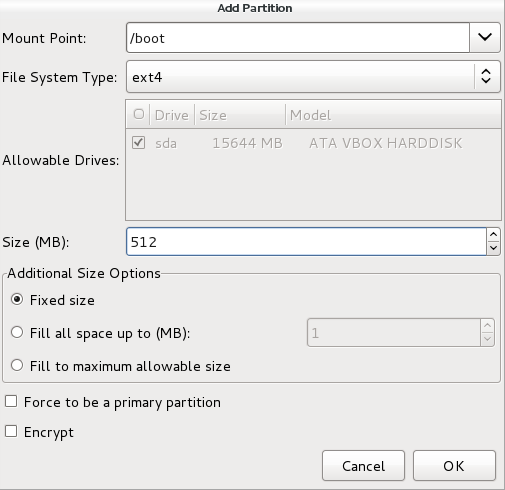 Add Partition
Mount Point: /boot
File System Type: ext4
Drive Size Model
sda 15644 MB ATA VBOX HARDDISK
Allowable Drives:
Size (MB): 512
Additional Size Options
Fixed size
Fill all space up to (MB): 1
Fill to maximum allowable size
Force to be a primary partition
Encrypt
Cancel OK